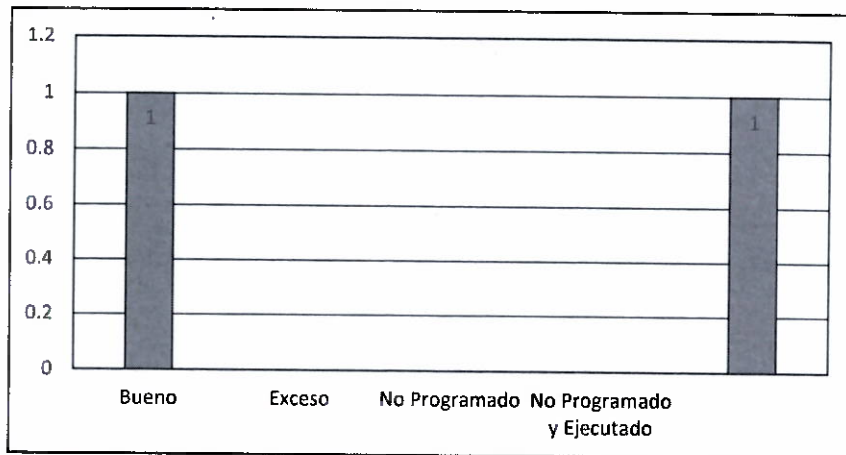 1.2
1
0.8
0.6
0.4
0.2
0
1
1
Bueno
Exceso
No Programado
No Programado
y Ejecutado